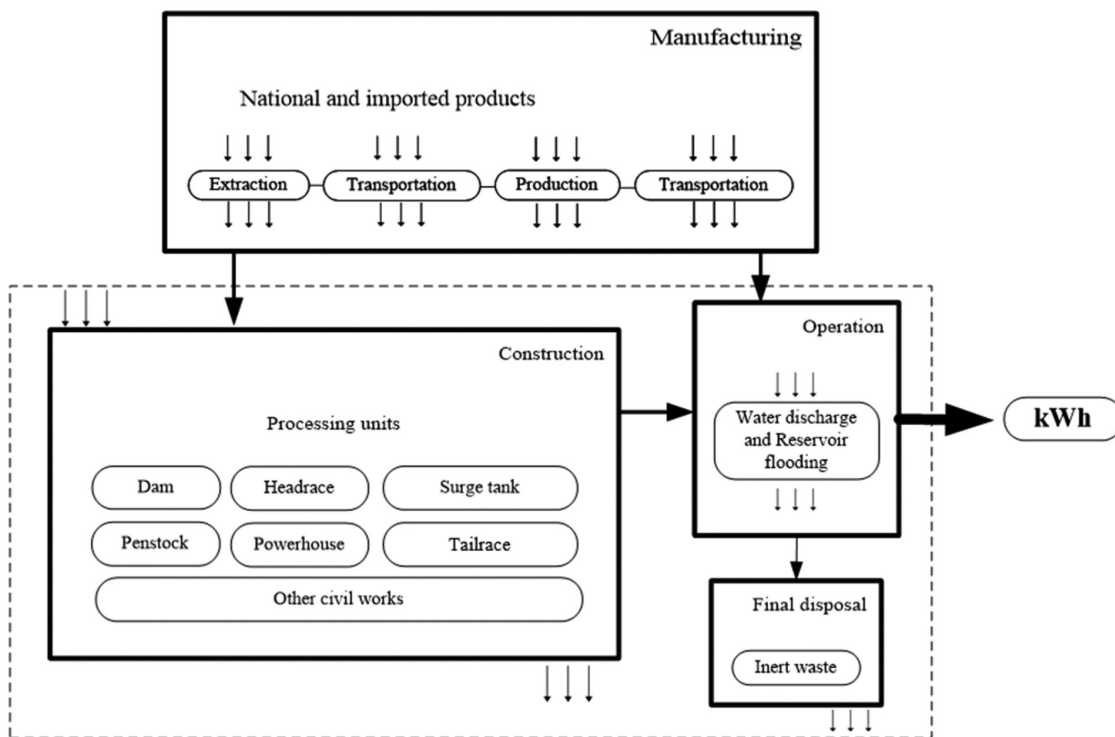 Manufacturing
National and imported products
Extraction
Transportation
Production
Transportation
Construction
Processing units
Dam
Headrace
Surge tank
Penstock
Powerhouse
Tailrace
Other civil works
Operation
Water discharge
and Reservoir
flooding
kWh
Final disposal
Inert waste